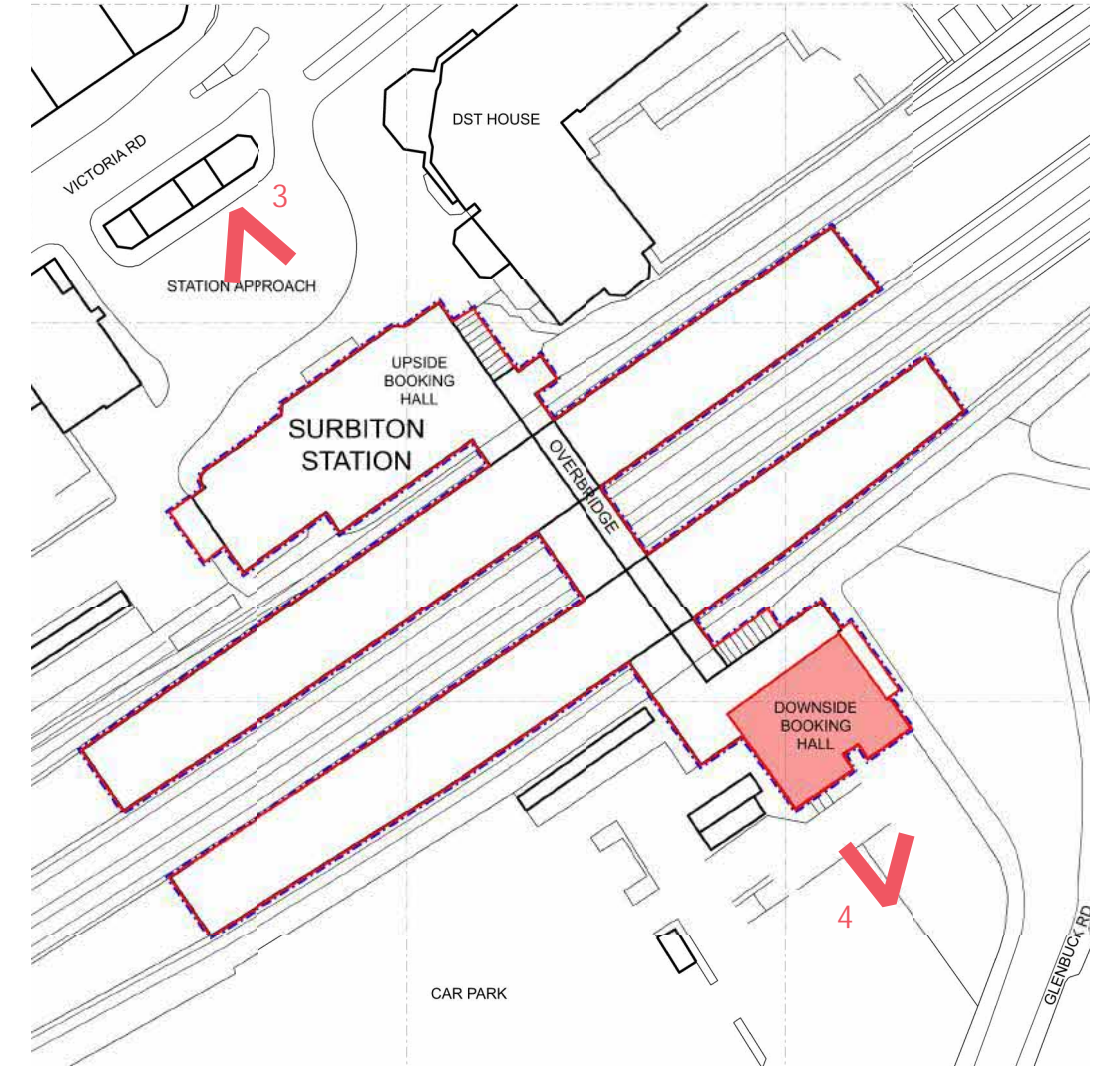 DST HOUSE
VICTORIA RD
3
STATION APPROACH
UPSIDE
BOOKING
HALL
SURBITON
STATION
OVERBRIDGE
DOWNSIDE
BOOKING
HALL
4
GLENBUCK RD
CAR PARK